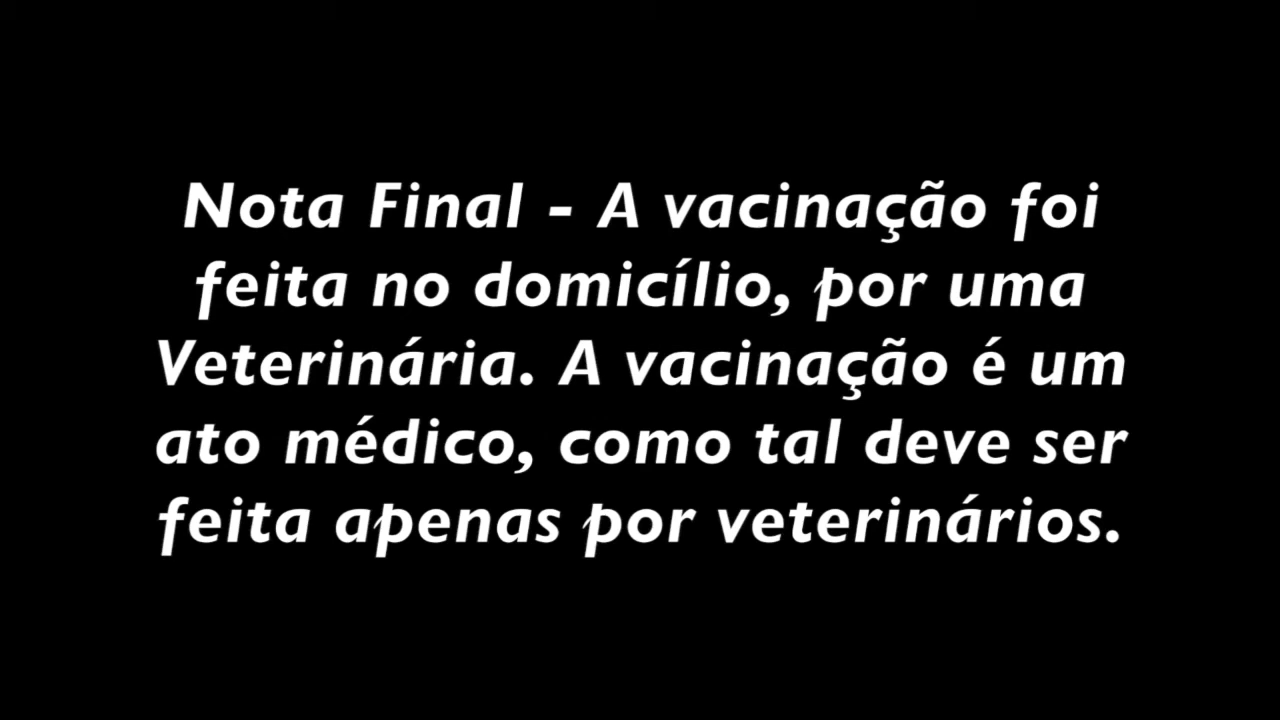 Nota Final - A vacinação foi
feita no domicílio, por uma
Veterinária. A vacinação é um
ato médico, como tal deve ser
feita apenas por veterinários.